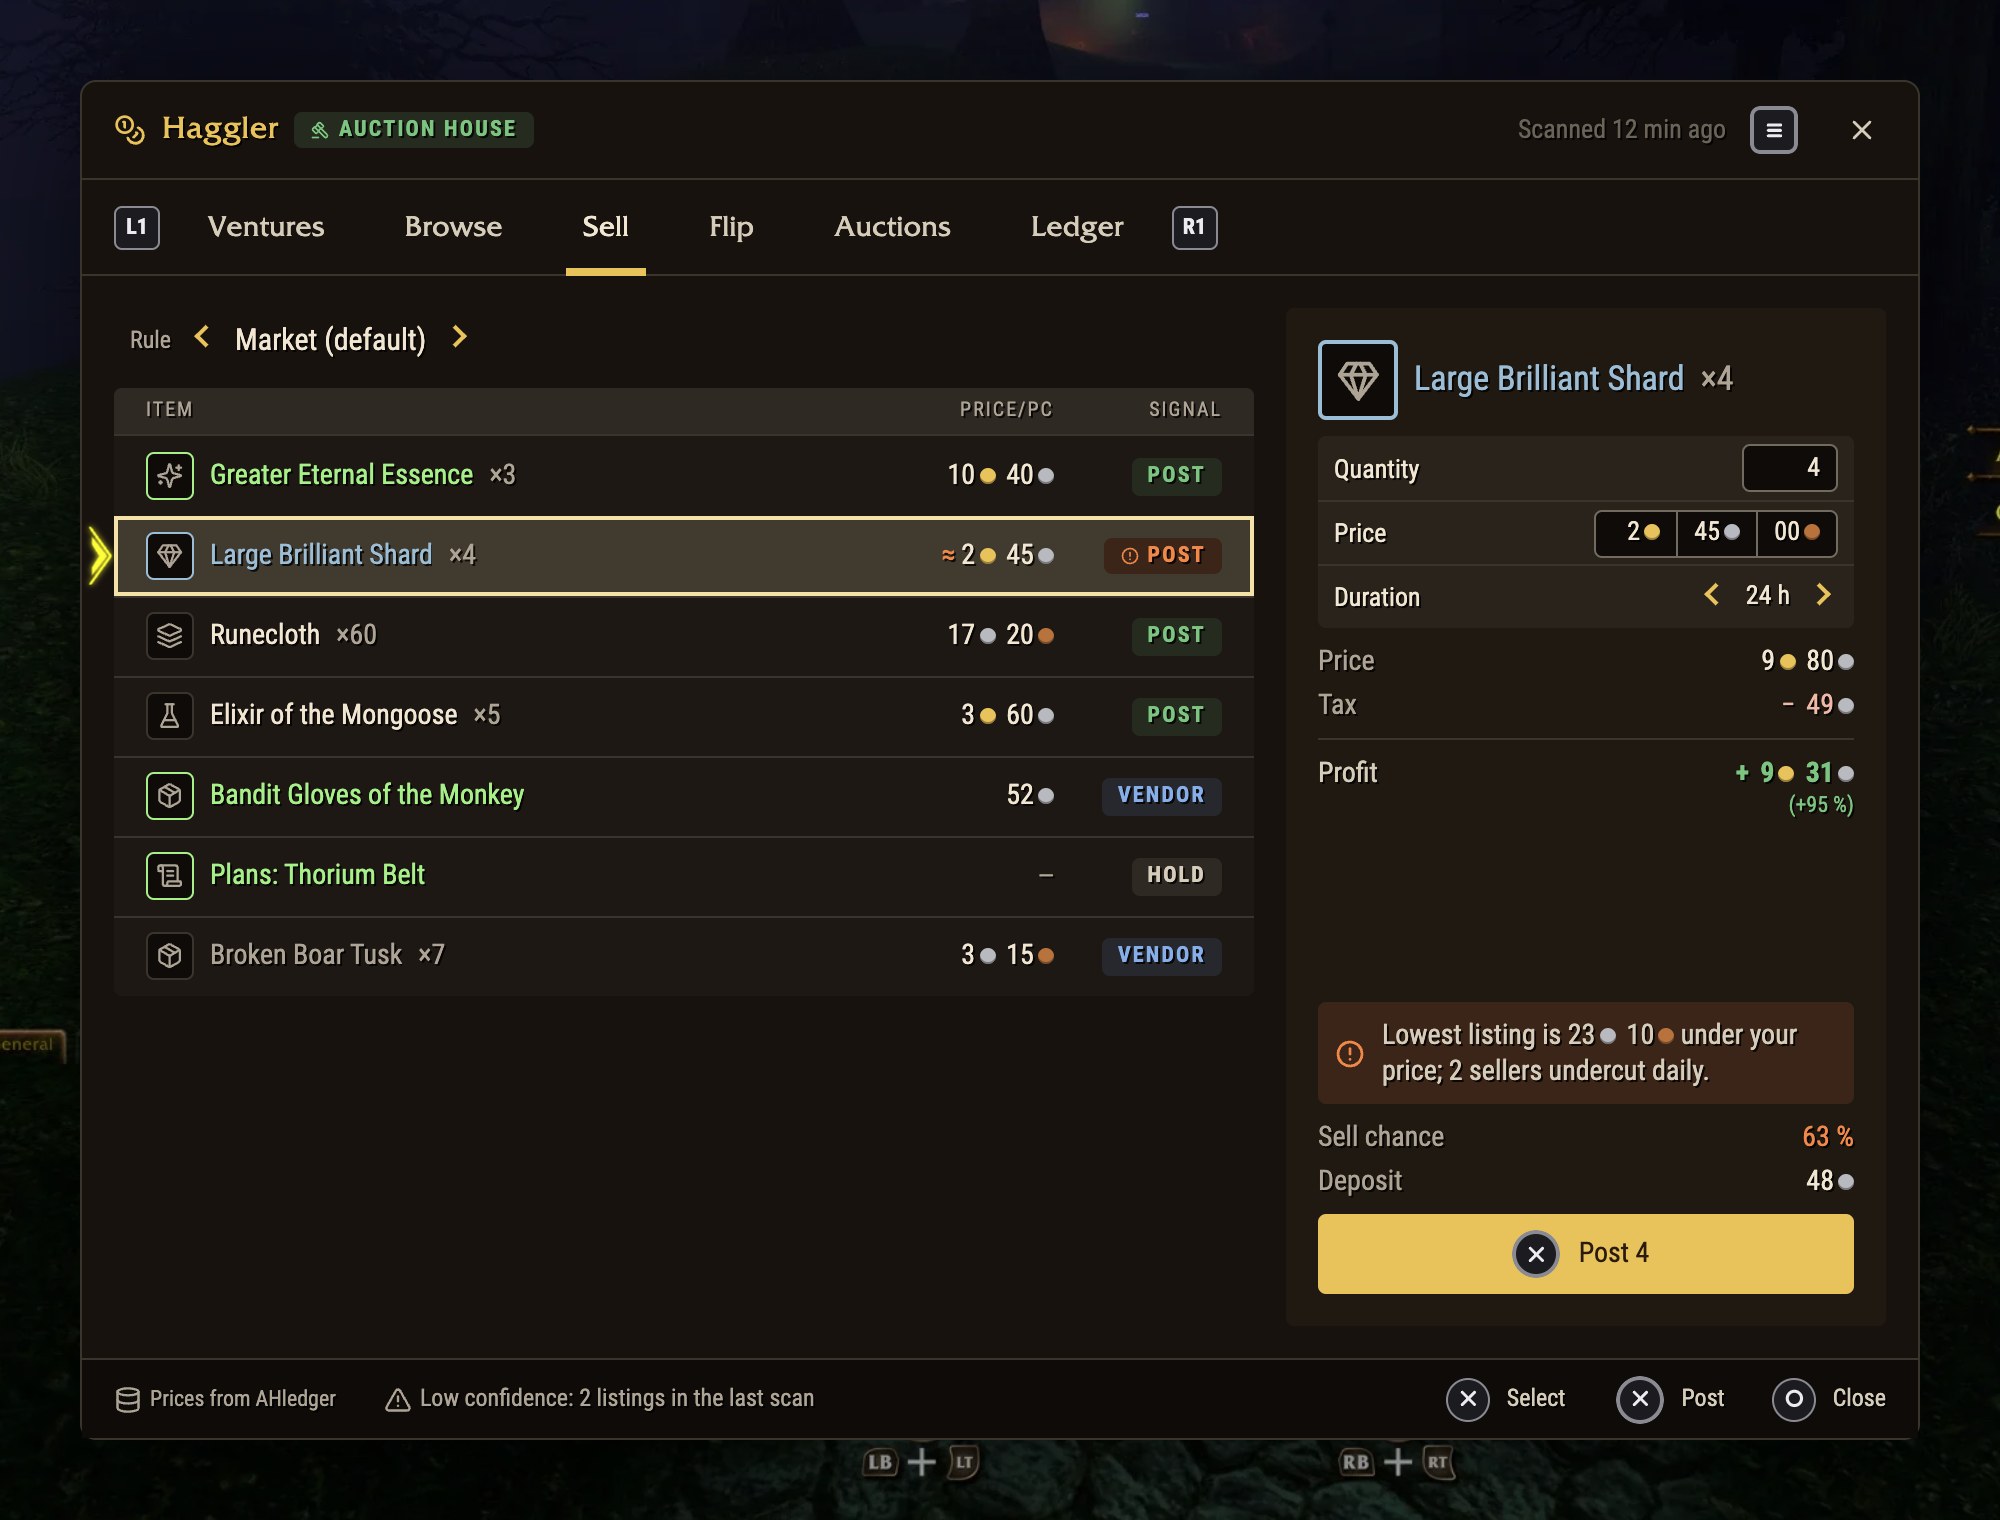 Haggler AUCTION HOUSE Scanned 12 min ago
L1 Ventures Browse Sell Flip Auctions Ledger R1
Rule Market (default)
ITEM PRICE/PC SIGNAL
Greater Eternal Essence ×3 10 40 POST
Large Brilliant Shard ×4 ≈ 2 45 POST
Runecloth ×60 17 20 POST
Elixir of the Mongoose ×5 3 60 POST
Bandit Gloves of the Monkey 52 VENDOR
Plans: Thorium Belt – HOLD
Broken Boar Tusk ×7 3 15 VENDOR
Large Brilliant Shard ×4
Quantity 4
Price 2 45 00
Duration 24 h
Price 9 80
Tax − 49
Profit + 9 31
(+95 %)
Lowest listing is 23 10 under your
price; 2 sellers undercut daily.
Sell chance 63 %
Deposit 48
Post 4
Prices from AHledger Low confidence: 2 listings in the last scan Select Post Close
eneral
LB + LT RB + RT